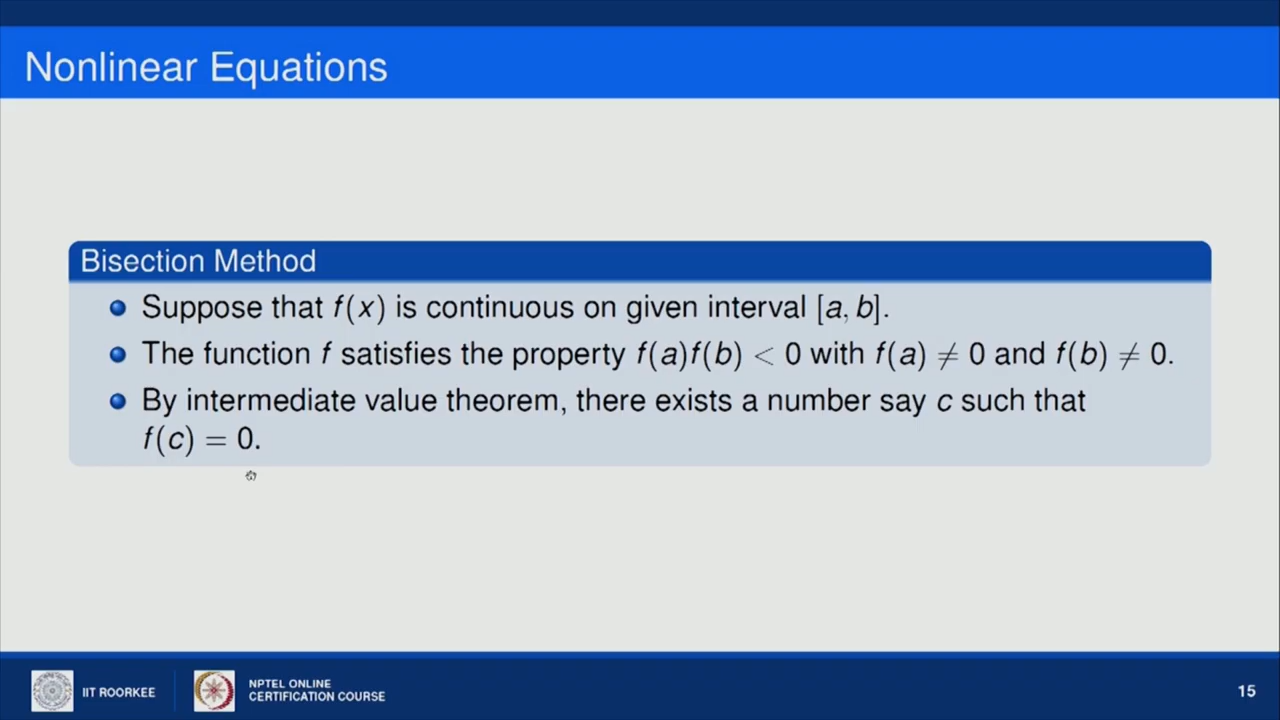 Nonlinear Equations
Bisection Method
Suppose that f(x) is continuous on given interval [a, b].
The function f satisfies the property f(a)f(b) < 0 with f(a) ≠ 0 and f(b) ≠ 0.
By intermediate value theorem, there exists a number say c such that
f(c) = 0.
IIT ROORKEE
NPTEL ONLINE
CERTIFICATION COURSE
15